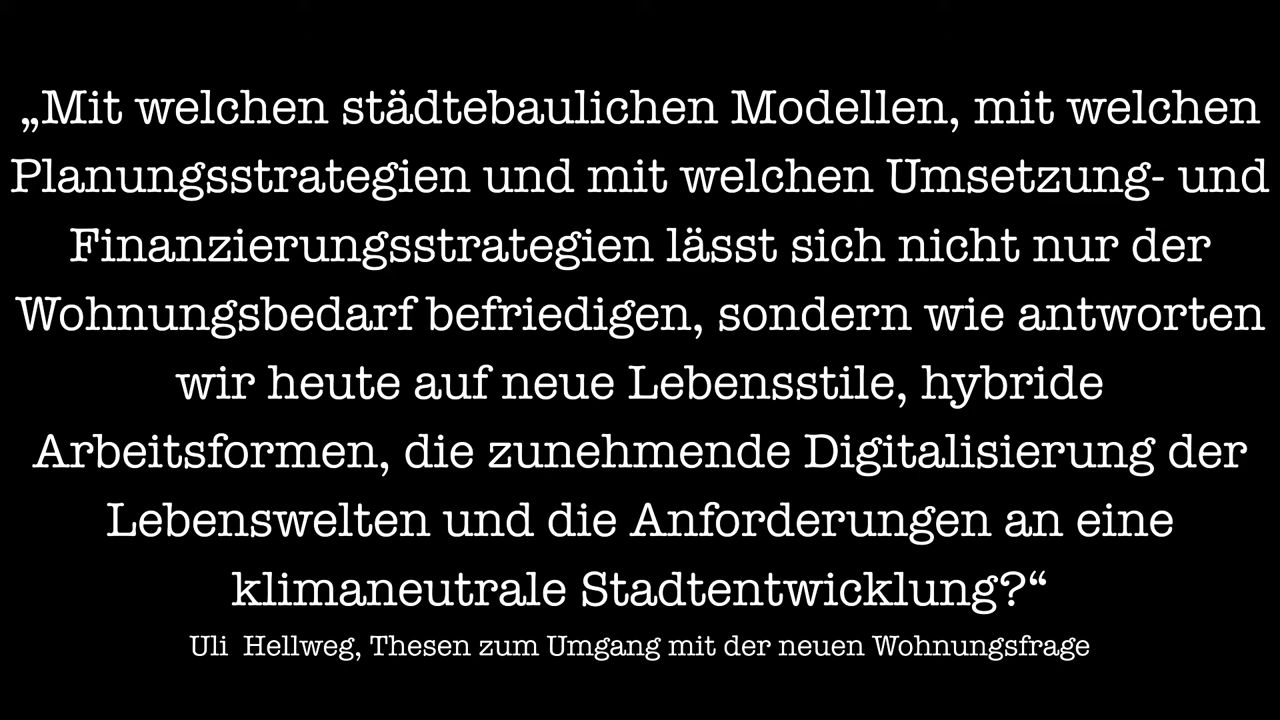 „Mit welchen städtebaulichen Modellen, mit welchen
Planungsstrategien und mit welchen Umsetzung- und
Finanzierungsstrategien lässt sich nicht nur der
Wohnungsbedarf befriedigen, sondern wie antworten
wir heute auf neue Lebensstile, hybride
Arbeitsformen, die zunehmende Digitalisierung der
Lebenswelten und die Anforderungen an eine
klimaneutrale Stadtentwicklung?“
Uli  Hellweg, Thesen zum Umgang mit der neuen Wohnungsfrage